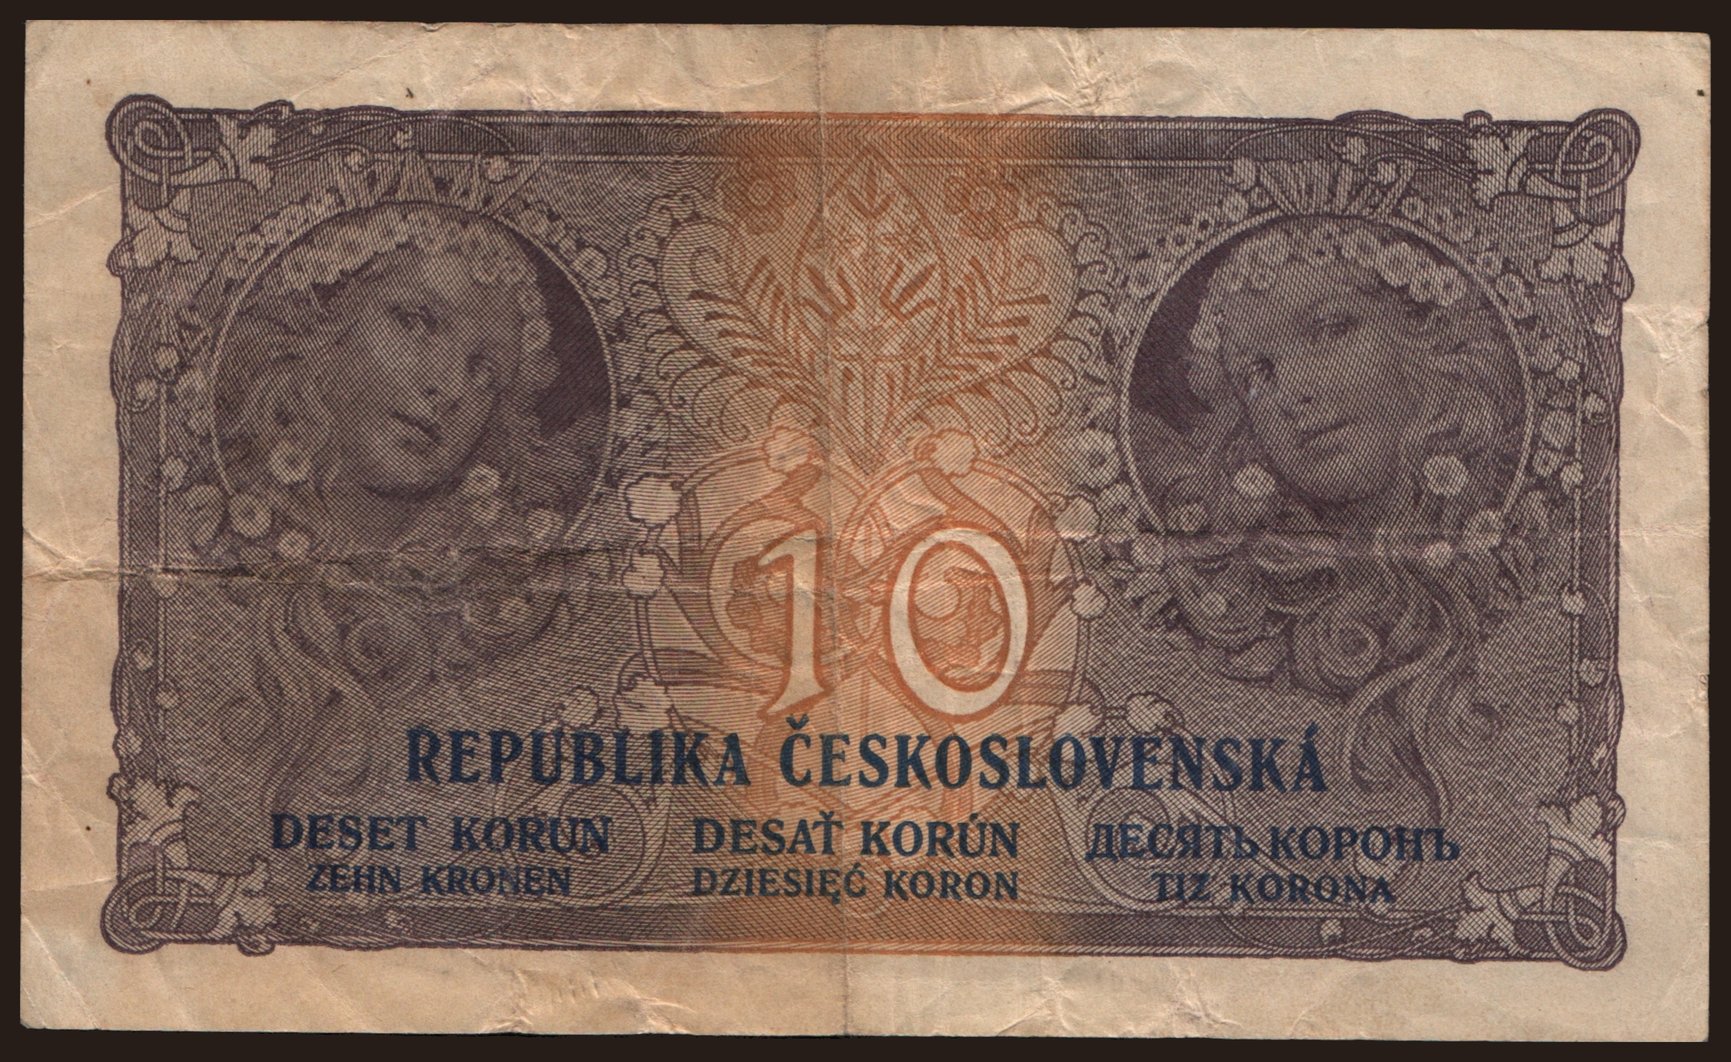 10
REPUBLIKA ČESKOSLOVENSKÁ
DESET KORUN DESAŤ KORÚN ДЕСЯТЬ КОРОНЪ
ZEHN KRONEN DZIESIĘĆ KORON TIZ KORONA